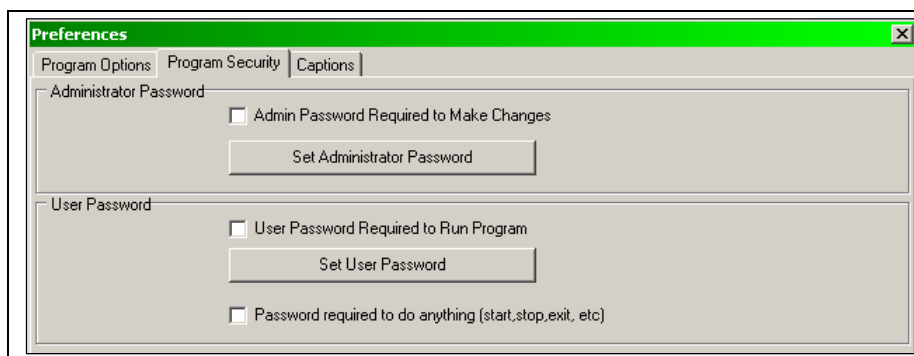 Preferences
Program Options Program Security Captions
Administrator Password
Admin Password Required to Make Changes
Set Administrator Password
User Password
User Password Required to Run Program
Set User Password
Password required to do anything (start,stop,exit, etc)